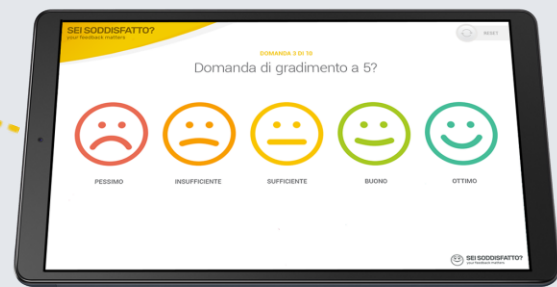 SEI SODDISFATTO?
your feedback matters
RESET
DOMANDA 3 DI 10
Domanda di gradimento a 5?
PESSIMO
INSUFFICIENTE
SUFFICIENTE
BUONO
OTTIMO
SEI SODDISFATTO?
your feedback matters